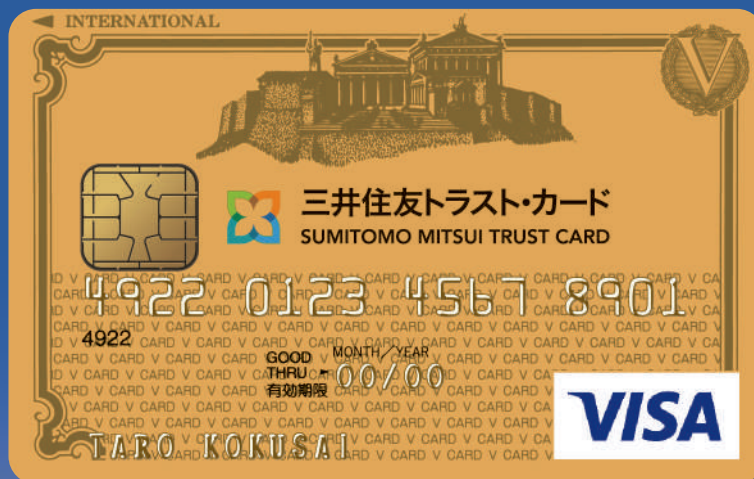 INTERNATIONAL
V
三井住友トラスト・カード
SUMITOMO MITSUI TRUST CARD
4922 0123 4567 8901
4922
MONTH/YEAR
GOOD THRU
有効期限
00/00
TARO KOKUSAI
VISA